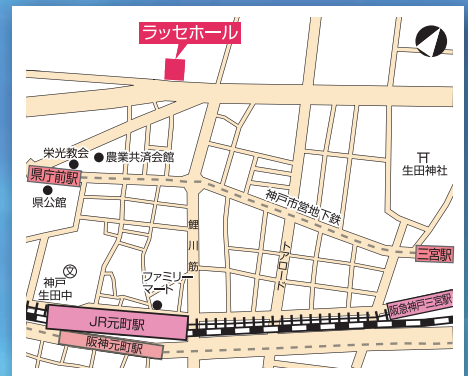 ラッセホール
栄光教会
農業共済会館
県庁前駅
県公館
生田神社
神戸市営地下鉄
鯉川筋
トアロード
三宮駅
文
神戸
生田中
ファミリー
マート
阪急神戸三宮駅
JR元町駅
阪神元町駅